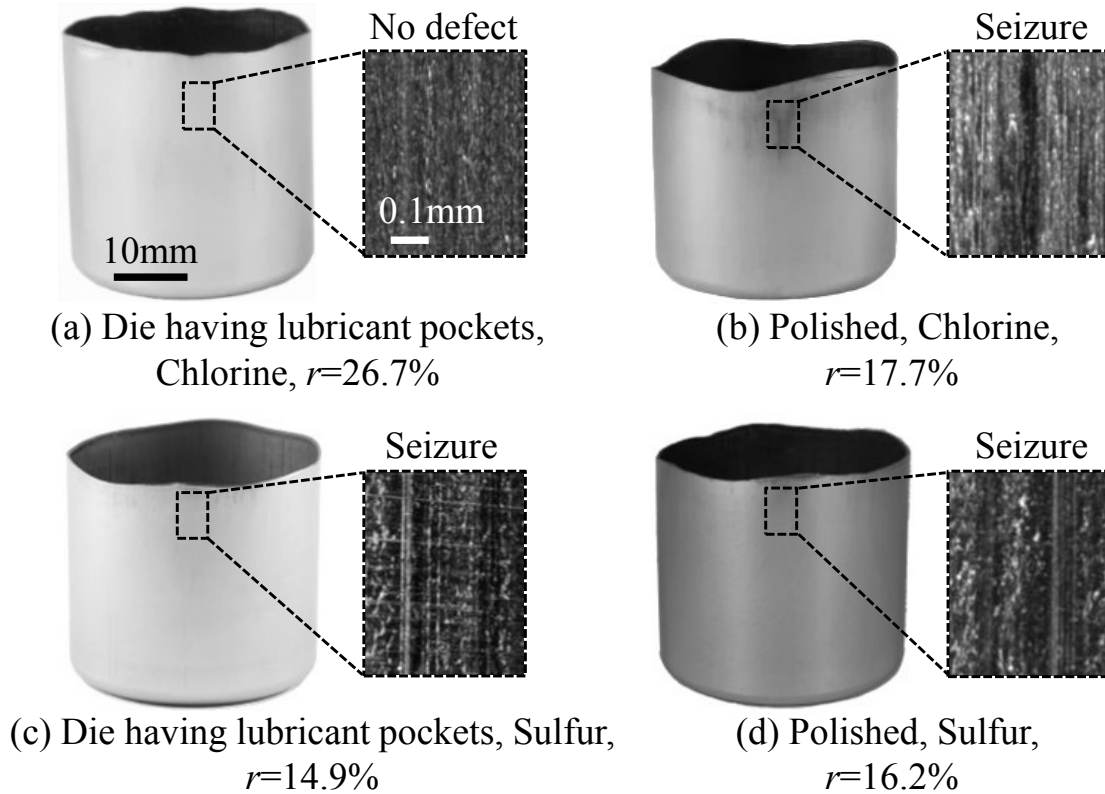 No defect
0.1mm
10mm
(a) Die having lubricant pockets,
Chlorine, r=26.7%
Seizure
(b) Polished, Chlorine,
r=17.7%
Seizure
(c) Die having lubricant pockets, Sulfur,
r=14.9%
Seizure
(d) Polished, Sulfur,
r=16.2%